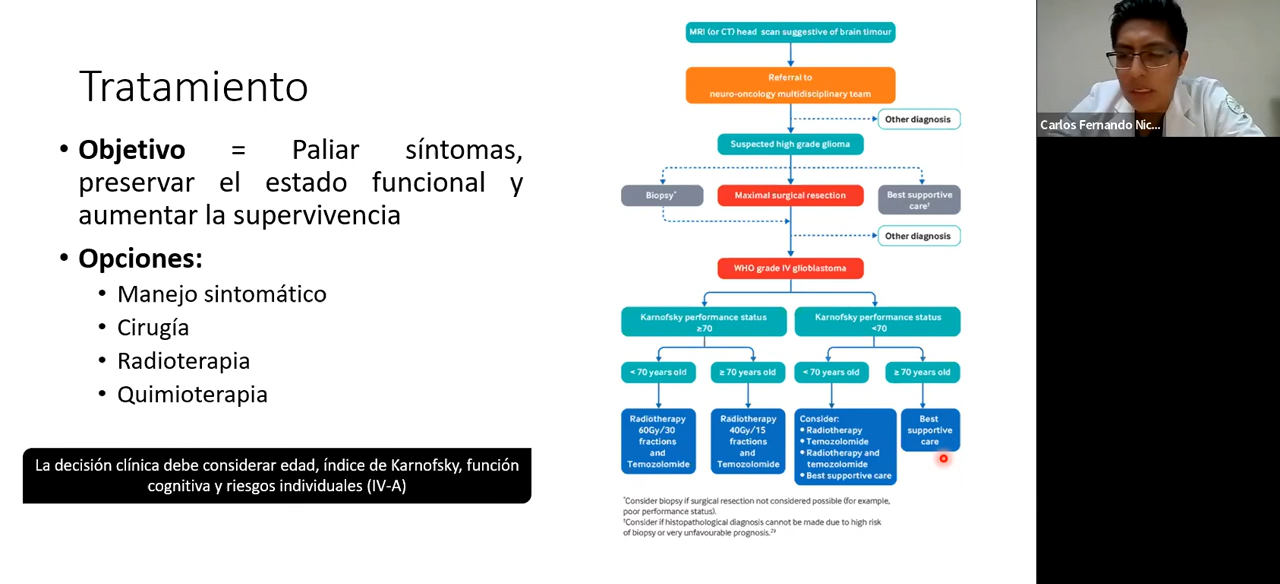 Tratamiento
• Objetivo = Paliar síntomas,
preservar el estado funcional y
aumentar la supervivencia
• Opciones:
• Manejo sintomático
• Cirugía
• Radioterapia
• Quimioterapia
La decisión clínica debe considerar edad, índice de Karnofsky, función
cognitiva y riesgos individuales (IV-A)
MRI (or CT) head scan suggestive of brain timour
Referral to
neuro-oncology multidisciplinary team
Other diagnosis
Suspected high grade glioma
Biopsy*
Maximal surgical resection
Best supportive
care†
Other diagnosis
WHO grade IV glioblastoma
Karnofsky performance status
≥70
Karnofsky performance status
<70
< 70 years old
≥ 70 years old
< 70 years old
≥ 70 years old
Radiotherapy
60Gy/30
fractions
and
Temozolomide
Radiotherapy
40Gy/15
fractions
and
Temozolomide
Consider:
• Radiotherapy
• Temozolomide
• Radiotherapy and
temozolomide
• Best supportive care
Best
supportive
care
*Consider biopsy if surgical resection not considered possible (for example,
poor performance status).
†Consider if histopathological diagnosis cannot be made due to high risk
of biopsy or very unfavourable prognosis.²⁹
Carlos Fernando Nic...